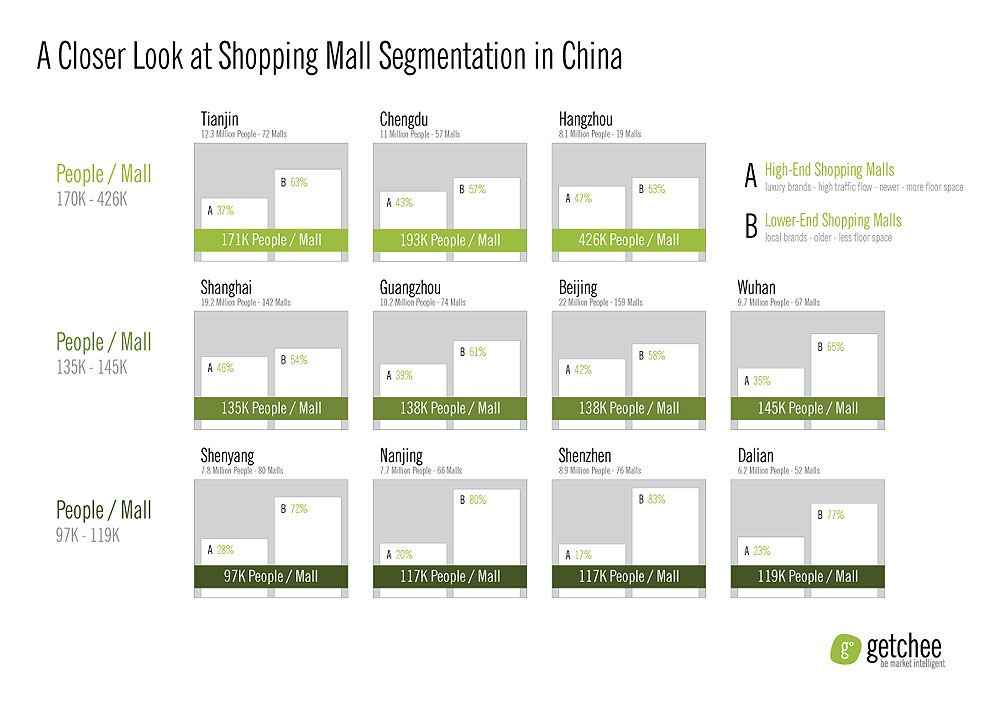 A Closer Look at Shopping Mall Segmentation in China
Tianjin
12.3 Million People - 72 Malls
Chengdu
11 Million People - 57 Malls
Hangzhou
8.1 Million People - 19 Malls
People / Mall
170K - 426K
A 37%
B 63%
171K People / Mall
A 43%
B 57%
193K People / Mall
A 47%
B 53%
426K People / Mall
A High-End Shopping Malls
luxury brands - high traffic flow - newer - more floor space
B Lower-End Shopping Malls
local brands - older - less floor space
Shanghai
19.2 Million People - 142 Malls
Guangzhou
10.2 Million People - 74 Malls
Beijing
22 Million People - 159 Malls
Wuhan
9.7 Million People - 67 Malls
People / Mall
135K - 145K
A 46%
B 54%
135K People / Mall
A 39%
B 61%
138K People / Mall
A 42%
B 58%
138K People / Mall
A 35%
B 65%
145K People / Mall
Shenyang
7.8 Million People - 80 Malls
Nanjing
7.7 Million People - 66 Malls
Shenzhen
8.9 Million People - 76 Malls
Dalian
6.2 Million People - 52 Malls
People / Mall
97K - 119K
A 28%
B 72%
97K People / Mall
A 20%
B 80%
117K People / Mall
A 17%
B 83%
117K People / Mall
A 23%
B 77%
119K People / Mall
g° getchee
be market intelligent